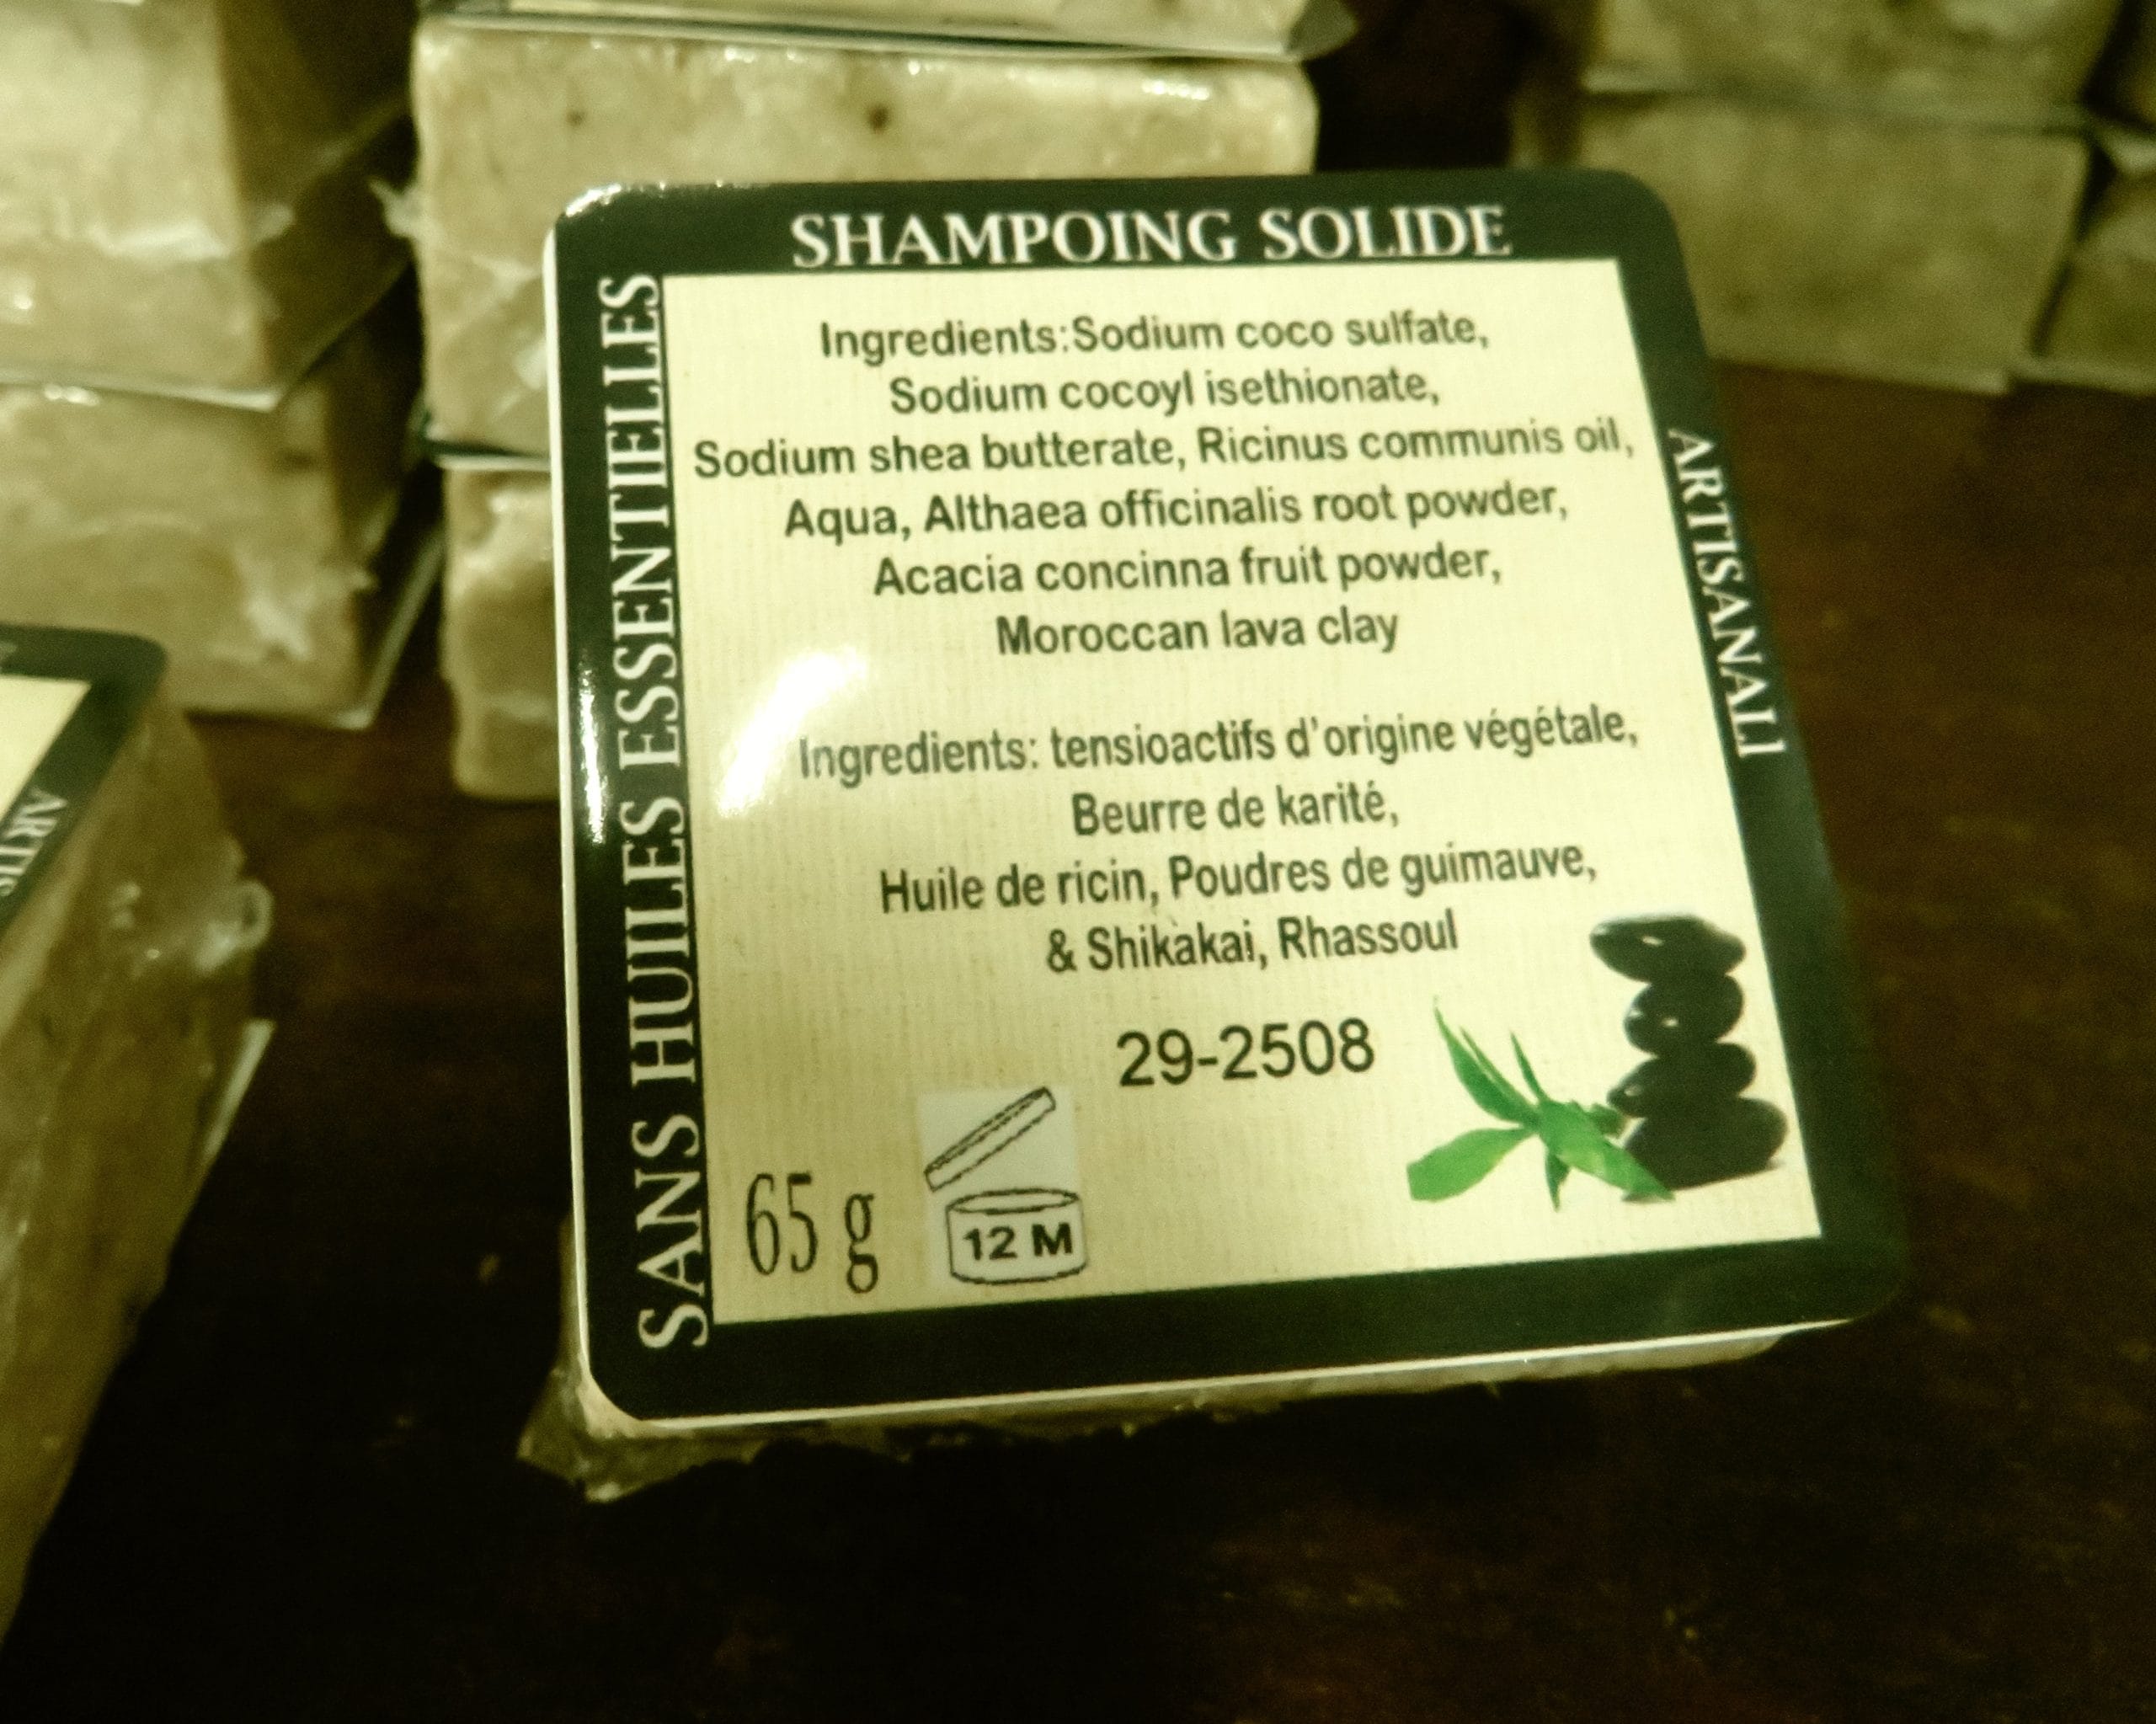 SHAMPOING SOLIDE
SANS HUILES ESSENTIELLES
ARTISANALI
Ingredients:Sodium coco sulfate,
Sodium cocoyl isethionate,
Sodium shea butterate, Ricinus communis oil,
Aqua, Althaea officinalis root powder,
Acacia concinna fruit powder,
Moroccan lava clay
Ingredients: tensioactifs d'origine végétale,
Beurre de karité,
Huile de ricin, Poudres de guimauve,
& Shikakai, Rhassoul
29-2508
65 g
12 M
ARTIS